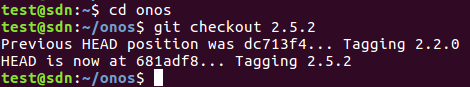 test@sdn:~$ cd onos
test@sdn:~/onos$ git checkout 2.5.2
Previous HEAD position was dc713f4... Tagging 2.2.0
HEAD is now at 681adf8... Tagging 2.5.2
test@sdn:~/onos$